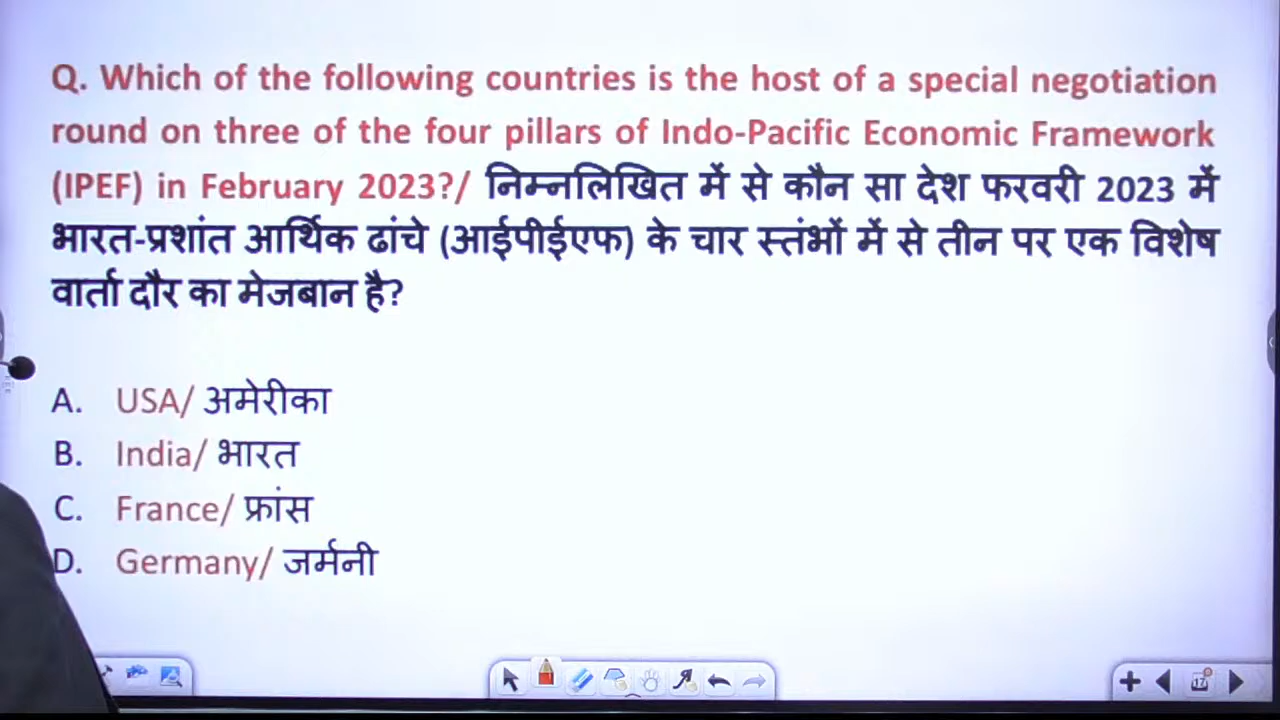 Q. Which of the following countries is the host of a special negotiation
round on three of the four pillars of Indo-Pacific Economic Framework
(IPEF) in February 2023?/ निम्नलिखित में से कौन सा देश फरवरी 2023 में
भारत-प्रशांत आर्थिक ढांचे (आईपीईएफ) के चार स्तंभों में से तीन पर एक विशेष
वार्ता दौर का मेजबान है?
A. USA/ अमेरीका
B. India/ भारत
C. France/ फ्रांस
D. Germany/ जर्मनी
17